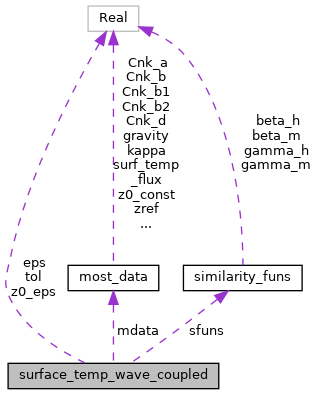 Real
Cnk_a
Cnk_b
Cnk_b1
Cnk_b2
Cnk_d
gravity
kappa
surf_temp
_flux
z0_const
zref
...
beta_h
beta_m
gamma_h
gamma_m
eps
tol
z0_eps
most_data
similarity_funs
mdata
sfuns
surface_temp_wave_coupled